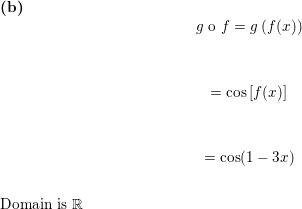 (b)
g o f = g (f(x))
= cos [f(x)]
= cos(1 − 3x)
Domain is ℝ